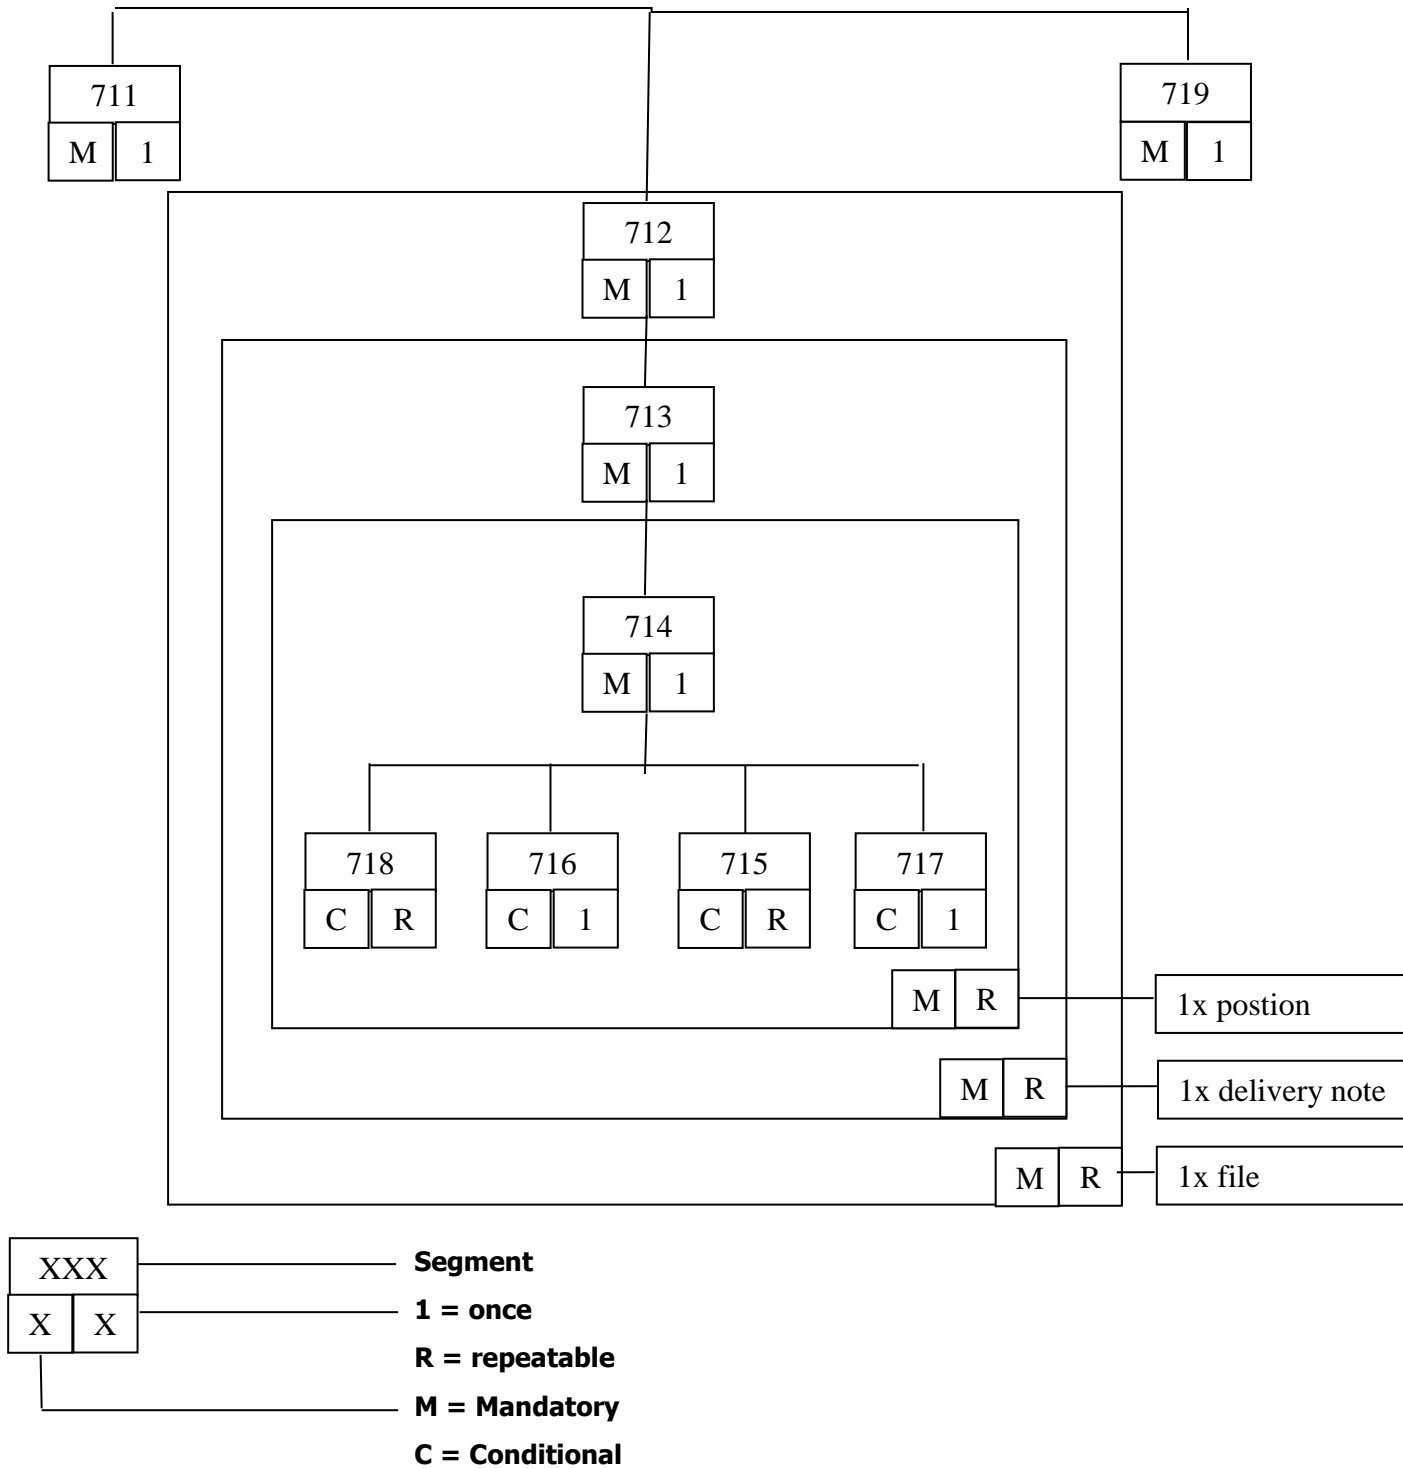 711 719
M 1 M 1
712
M 1
713
M 1
714
M 1
718 716 715 717
C R C 1 C R C 1
M R 1x postion
M R 1x delivery note
M R 1x file
XXX Segment
X X 1 = once
R = repeatable
M = Mandatory
C = Conditional